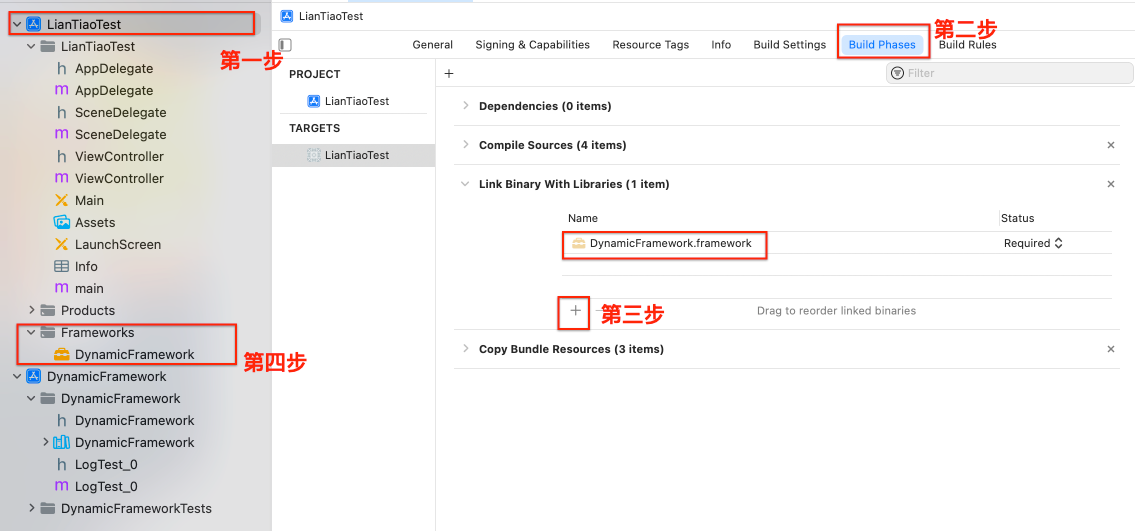 LianTiaoTest
第一步
LianTiaoTest
h AppDelegate
m AppDelegate
h SceneDelegate
m SceneDelegate
h ViewController
m ViewController
Main
Assets
LaunchScreen
Info
m main
Products
Frameworks
DynamicFramework
第四步
DynamicFramework
DynamicFramework
h DynamicFramework
DynamicFramework
h LogTest_0
m LogTest_0
DynamicFrameworkTests
LianTiaoTest
第二步
General Signing & Capabilities Resource Tags Info Build Settings Build Phases Build Rules
PROJECT
LianTiaoTest
TARGETS
LianTiaoTest
+ Filter
Dependencies (0 items)
Compile Sources (4 items) ×
Link Binary With Libraries (1 item) ×
Name Status
DynamicFramework.framework Required
+ − 第三步 Drag to reorder linked binaries
Copy Bundle Resources (3 items) ×